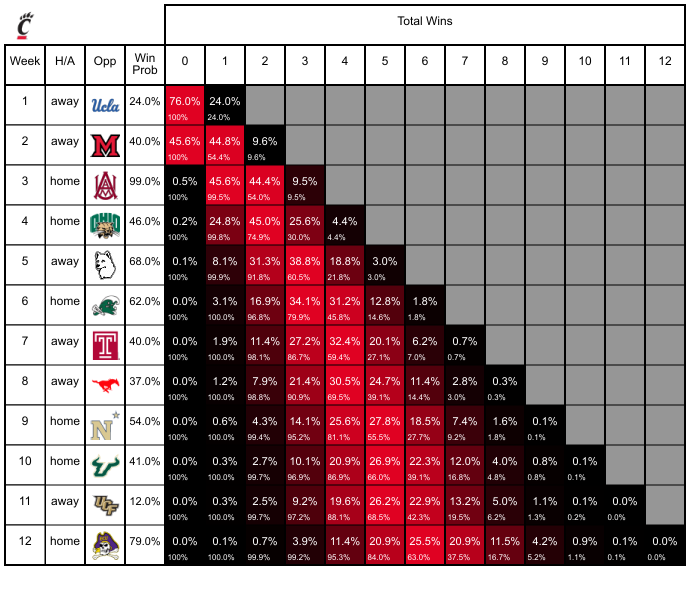 C
Total Wins
Week H/A Opp Win Prob 0 1 2 3 4 5 6 7 8 9 10 11 12
1 away Ucla 24.0% 76.0% 24.0%
100% 24.0%
2 away M 40.0% 45.6% 44.8% 9.6%
100% 54.4% 9.6%
3 home 99.0% 0.5% 45.6% 44.4% 9.5%
100% 99.5% 54.0% 9.5%
4 home OHIO 46.0% 0.2% 24.8% 45.0% 25.6% 4.4%
100% 99.8% 74.9% 30.0% 4.4%
5 away 68.0% 0.1% 8.1% 31.3% 38.8% 18.8% 3.0%
100% 99.9% 91.8% 60.5% 21.8% 3.0%
6 home 62.0% 0.0% 3.1% 16.9% 34.1% 31.2% 12.8% 1.8%
100% 100.0% 96.8% 79.9% 45.8% 14.6% 1.8%
7 away T 40.0% 0.0% 1.9% 11.4% 27.2% 32.4% 20.1% 6.2% 0.7%
100% 100.0% 98.1% 86.7% 59.4% 27.1% 7.0% 0.7%
8 away 37.0% 0.0% 1.2% 7.9% 21.4% 30.5% 24.7% 11.4% 2.8% 0.3%
100% 100.0% 98.8% 90.9% 69.5% 39.1% 14.4% 3.0% 0.3%
9 home N 54.0% 0.0% 0.6% 4.3% 14.1% 25.6% 27.8% 18.5% 7.4% 1.6% 0.1%
100% 100.0% 99.4% 95.2% 81.1% 55.5% 27.7% 9.2% 1.8% 0.1%
10 home 41.0% 0.0% 0.3% 2.7% 10.1% 20.9% 26.9% 22.3% 12.0% 4.0% 0.8% 0.1%
100% 100.0% 99.7% 96.9% 86.9% 66.0% 39.1% 16.8% 4.8% 0.8% 0.1%
11 away UCF 12.0% 0.0% 0.3% 2.5% 9.2% 19.6% 26.2% 22.9% 13.2% 5.0% 1.1% 0.1% 0.0%
100% 100.0% 99.7% 97.2% 88.1% 68.5% 42.3% 19.5% 6.2% 1.3% 0.2% 0.0%
12 home 79.0% 0.0% 0.1% 0.7% 3.9% 11.4% 20.9% 25.5% 20.9% 11.5% 4.2% 0.9% 0.1% 0.0%
100% 100.0% 99.9% 99.2% 95.3% 84.0% 63.0% 37.5% 16.7% 5.2% 1.1% 0.1% 0.0%